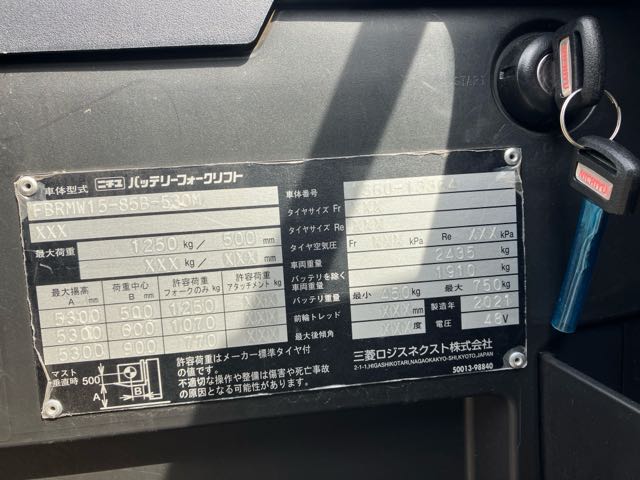 START
NICHIYU
ニチユ バッテリーフォークリフト
車体型式 FBRMW15-85B-530M
XXX
最大荷重 1250 kg / 500 mm
XXX kg / XXX mm
最大揚高 A mm 荷重中心 B mm 許容荷重 フォークのみ kg 許容荷重 アタッチメント kg
5300 500 1250 XXX
5300 600 1070 XXX
5300 900 770 XXX
マスト垂直時 500 A B
許容荷重はメーカー標準タイヤ付
の値です。
不適切な操作や整備は傷害や死亡事故
の原因となる可能性があります。
車体番号
タイヤサイズ Fr XXX
タイヤサイズ Re
タイヤ空気圧 Fr XXX kPa Re XXX kPa
車両重量 2495 kg
バッテリを除く車両重量 1910 kg
バッテリ重量 最小 460 kg 最大 750 kg
前輪トレッド XXX mm 製造年 2021
最大後傾角 XXX 度 電圧 48 V
三菱ロジスネクスト株式会社
2-1-1,HIGASHIKOTARI,NAGAOKAKYO-SHI,KYOTO,JAPAN
50013-98840